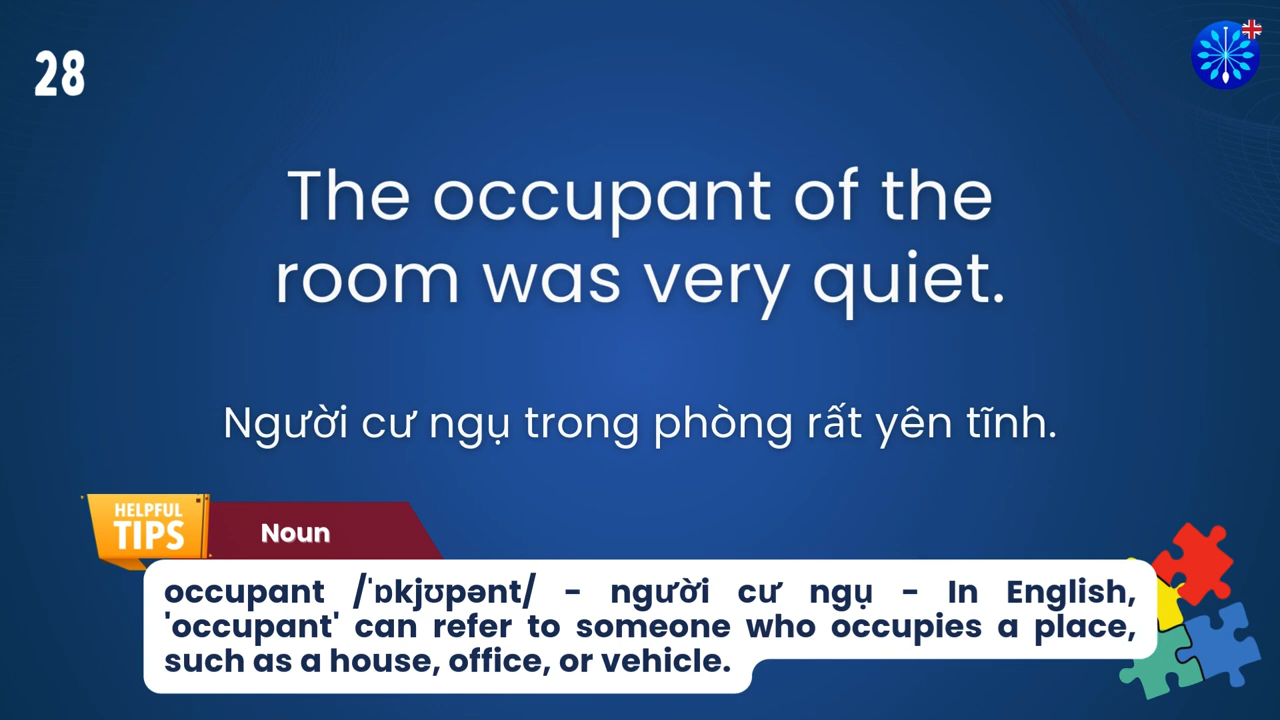 28
The occupant of the
room was very quiet.
Người cư ngụ trong phòng rất yên tĩnh.
HELPFUL
TIPS
Noun
occupant /ˈɒkjʊpənt/ - người cư ngụ - In English,
'occupant' can refer to someone who occupies a place,
such as a house, office, or vehicle.